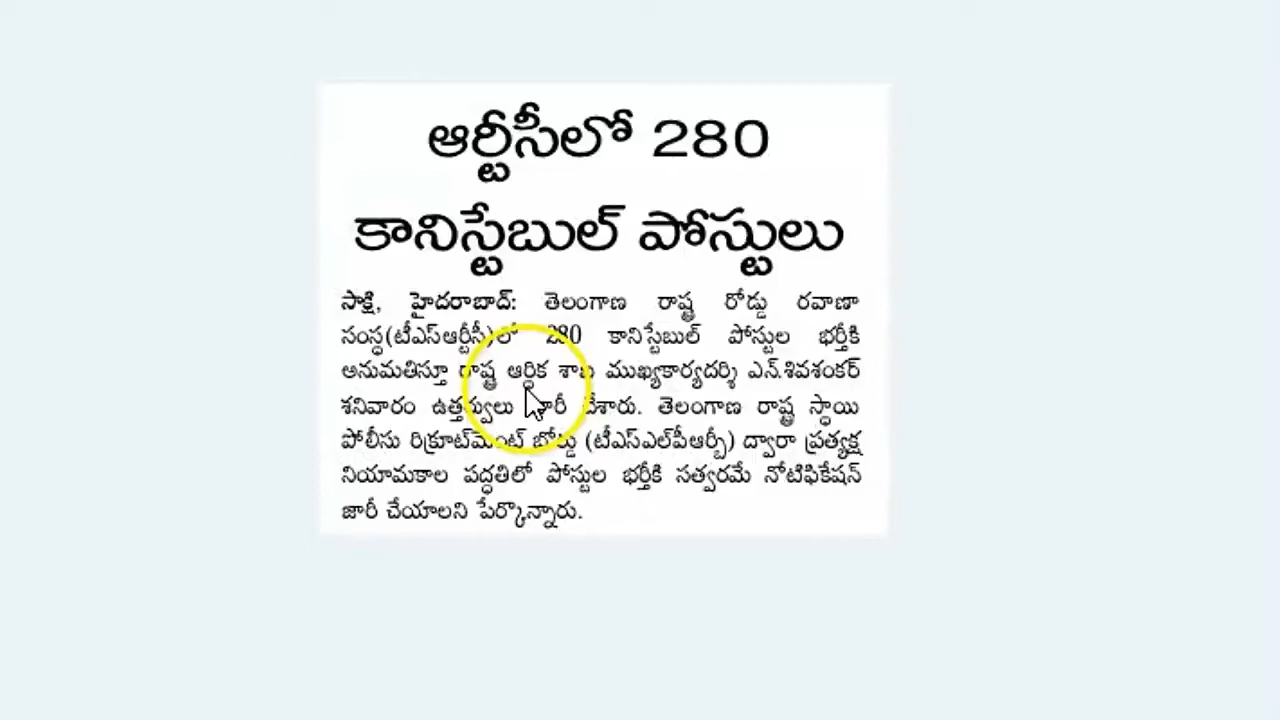 ఆర్టీసీలో 280
కానిస్టేబుల్ పోస్టులు
సాక్షి, హైదరాబాద్: తెలంగాణ రాష్ట్ర రోడ్డు రవాణా
సంస్థ(టీఎస్ఆర్టీసీ)లో 280 కానిస్టేబుల్ పోస్టుల భర్తీకి
అనుమతిస్తూ రాష్ట్ర ఆర్థిక శాఖ ముఖ్యకార్యదర్శి ఎన్.శివశంకర్
శనివారం ఉత్తర్వులు జారీ చేశారు. తెలంగాణ రాష్ట్ర స్థాయి
పోలీసు రిక్రూట్‌మెంట్ బోర్డు (టీఎస్ఎల్‌పీఆర్బీ) ద్వారా ప్రత్యక్ష
నియామకాల పద్ధతిలో పోస్టుల భర్తీకి సత్వరమే నోటిఫికేషన్
జారీ చేయాలని పేర్కొన్నారు.